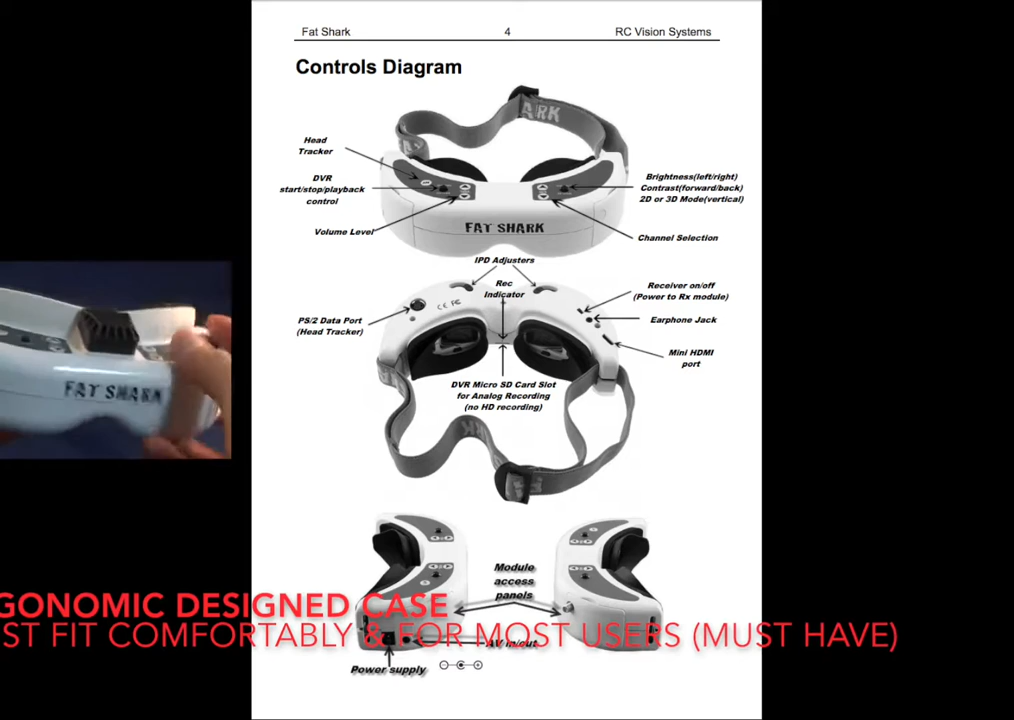 Fat Shark 4 RC Vision Systems
Controls Diagram
ARK
Head
Tracker
DVR
start/stop/playback
control
Volume Level
Brightness(left/right)
Contrast(forward/back)
2D or 3D Mode(vertical)
Channel Selection
FAT SHARK
IPD Adjusters
Rec
Indicator
Receiver on/off
(Power to Rx module)
PS/2 Data Port
(Head Tracker)
Earphone Jack
Mini HDMI
port
DVR Micro SD Card Slot
for Analog Recording
(no HD recording)
FAT SHARK
Module
access
panels
GONOMIC DESIGNED CASE
ST FIT COMFORTABLY & FOR MOST USERS (MUST HAVE)
AV in/out
Power supply